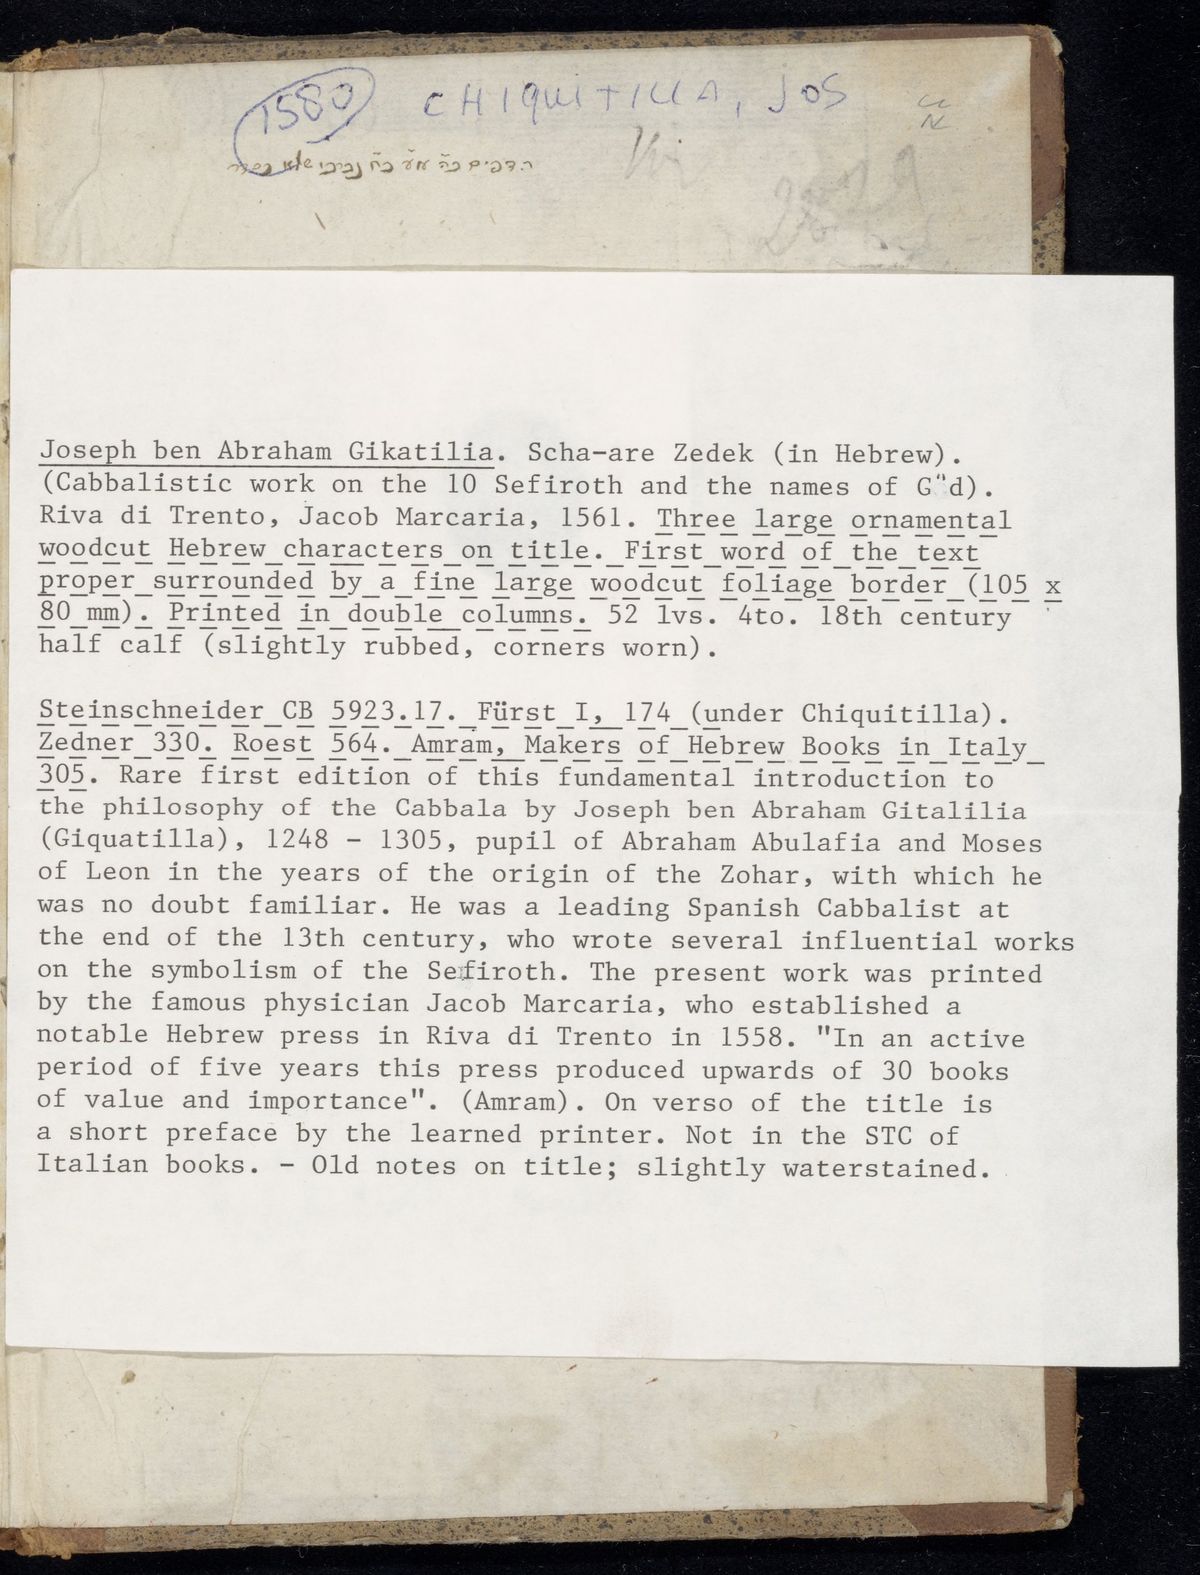 1580 CHIQUITILLA, JOS
Joseph ben Abraham Gikatilia. Scha-are Zedek (in Hebrew).
(Cabbalistic work on the 10 Sefiroth and the names of G"d).
Riva di Trento, Jacob Marcaria, 1561. Three large ornamental
woodcut Hebrew characters on title. First word of the text
proper surrounded by a fine large woodcut foliage border (105 x
80 mm). Printed in double columns. 52 lvs. 4to. 18th century
half calf (slightly rubbed, corners worn).
Steinschneider CB 5923.17. Fürst I, 174 (under Chiquitilla).
Zedner 330. Roest 564. Amram, Makers of Hebrew Books in Italy
305. Rare first edition of this fundamental introduction to
the philosophy of the Cabbala by Joseph ben Abraham Gitalilia
(Giquatilla), 1248 - 1305, pupil of Abraham Abulafia and Moses
of Leon in the years of the origin of the Zohar, with which he
was no doubt familiar. He was a leading Spanish Cabbalist at
the end of the 13th century, who wrote several influential works
on the symbolism of the Sefiroth. The present work was printed
by the famous physician Jacob Marcaria, who established a
notable Hebrew press in Riva di Trento in 1558. "In an active
period of five years this press produced upwards of 30 books
of value and importance". (Amram). On verso of the title is
a short preface by the learned printer. Not in the STC of
Italian books. - Old notes on title; slightly waterstained.